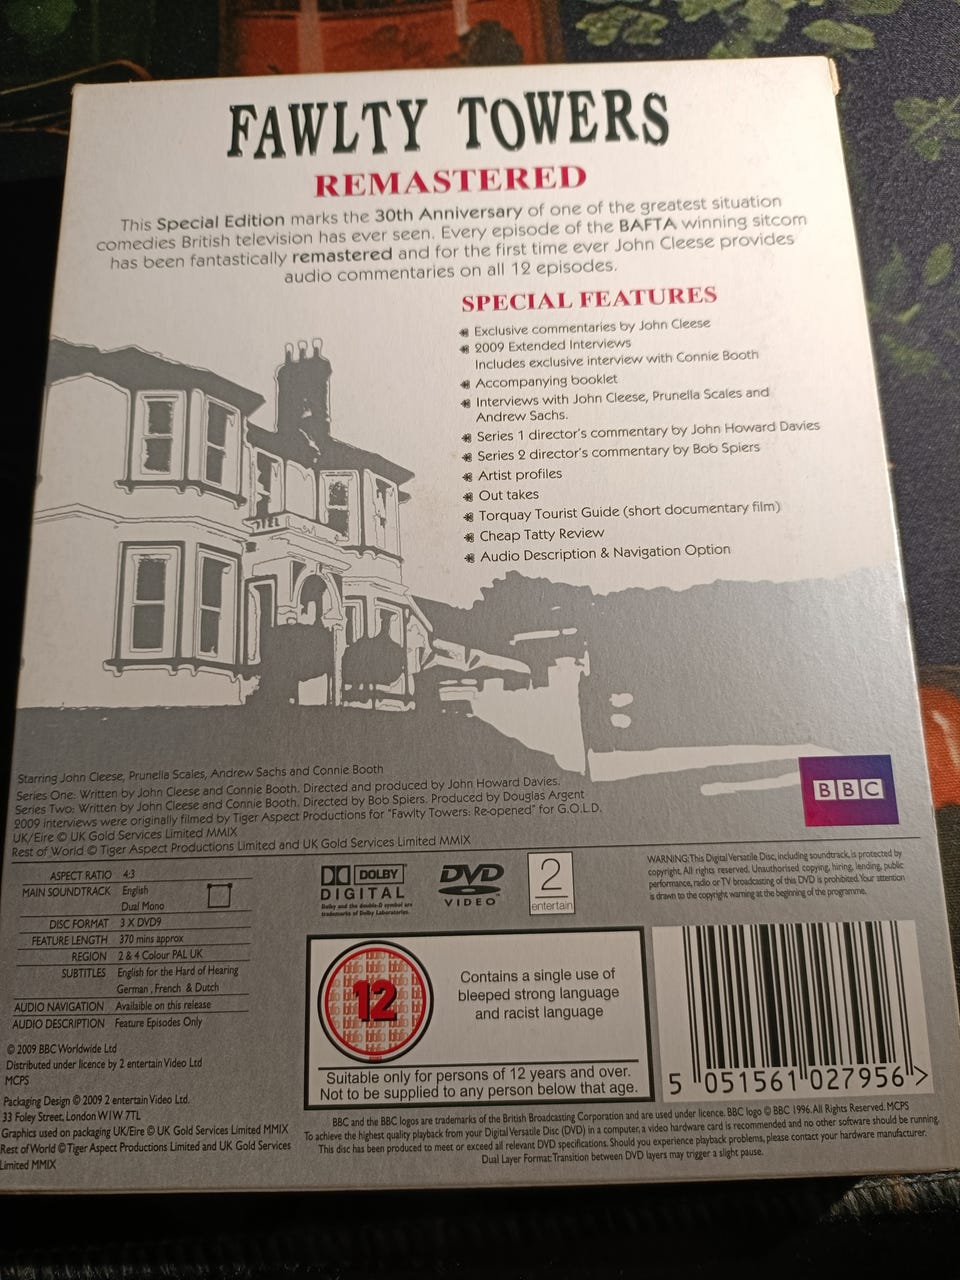 FAWLTY TOWERS
REMASTERED
This Special Edition marks the 30th Anniversary of one of the greatest situation
comedies British television has ever seen. Every episode of the BAFTA winning sitcom
has been fantastically remastered and for the first time ever John Cleese provides
audio commentaries on all 12 episodes.
SPECIAL FEATURES
Exclusive commentaries by John Cleese
2009 Extended Interviews
Includes exclusive interview with Connie Booth
Accompanying booklet
Interviews with John Cleese, Prunella Scales and
Andrew Sachs.
Series 1 director's commentary by John Howard Davies
Series 2 director's commentary by Bob Spiers
Artist profiles
Out takes
Torquay Tourist Guide (short documentary film)
Cheap Tatty Review
Audio Description & Navigation Option
Starring John Cleese, Prunella Scales, Andrew Sachs and Connie Booth
Series One: Written by John Cleese and Connie Booth. Directed and produced by John Howard Davies.
Series Two: Written by John Cleese and Connie Booth. Directed by Bob Spiers. Produced by Douglas Argent
2009 interviews were originally filmed by Tiger Aspect Productions for "Fawlty Towers: Re-opened" for G.O.L.D.
UK/Eire © UK Gold Services Limited MMIX
Rest of World © Tiger Aspect Productions Limited and UK Gold Services Limited MMIX
BBC
ASPECT RATIO 4:3
MAIN SOUNDTRACK English
Dual Mono
DISC FORMAT 3 X DVD9
FEATURE LENGTH 370 mins approx
REGION 2 & 4 Colour PAL UK
SUBTITLES English for the Hard of Hearing
German, French & Dutch
AUDIO NAVIGATION Available on this release
AUDIO DESCRIPTION Feature Episodes Only
DOLBY
DIGITAL
Dolby and the double-D symbol are
trademarks of Dolby Laboratories.
DVD
VIDEO
2
entertain
WARNING: This Digital Versatile Disc, including soundtrack, is protected by
copyright. All rights reserved. Unauthorised copying, hiring, lending, public
performance, radio or TV broadcasting of this DVD is prohibited. Your attention
is drawn to the copyright warning at the beginning of the programme.
12
Contains a single use of
bleeped strong language
and racist language
Suitable only for persons of 12 years and over.
Not to be supplied to any person below that age.
5 051561 027956 >
© 2009 BBC Worldwide Ltd
Distributed under licence by 2 entertain Video Ltd
MCPS
Packaging Design © 2009 2 entertain Video Ltd.
33 Foley Street, London W1W 7TL
Graphics used on packaging UK/Eire © UK Gold Services Limited MMIX
Rest of World © Tiger Aspect Productions Limited and UK Gold Services
Limited MMIX
BBC and the BBC logos are trademarks of the British Broadcasting Corporation and are used under licence. BBC logo © BBC 1996. All Rights Reserved. MCPS
To achieve the highest quality playback from your Digital Versatile Disc (DVD) in a computer, a video hardware card is recommended and no other software should be running.
This disc has been produced to meet or exceed all relevant DVD specifications. Should you experience playback problems, please contact your hardware manufacturer.
Dual Layer Format: Transition between DVD layers may trigger a slight pause.